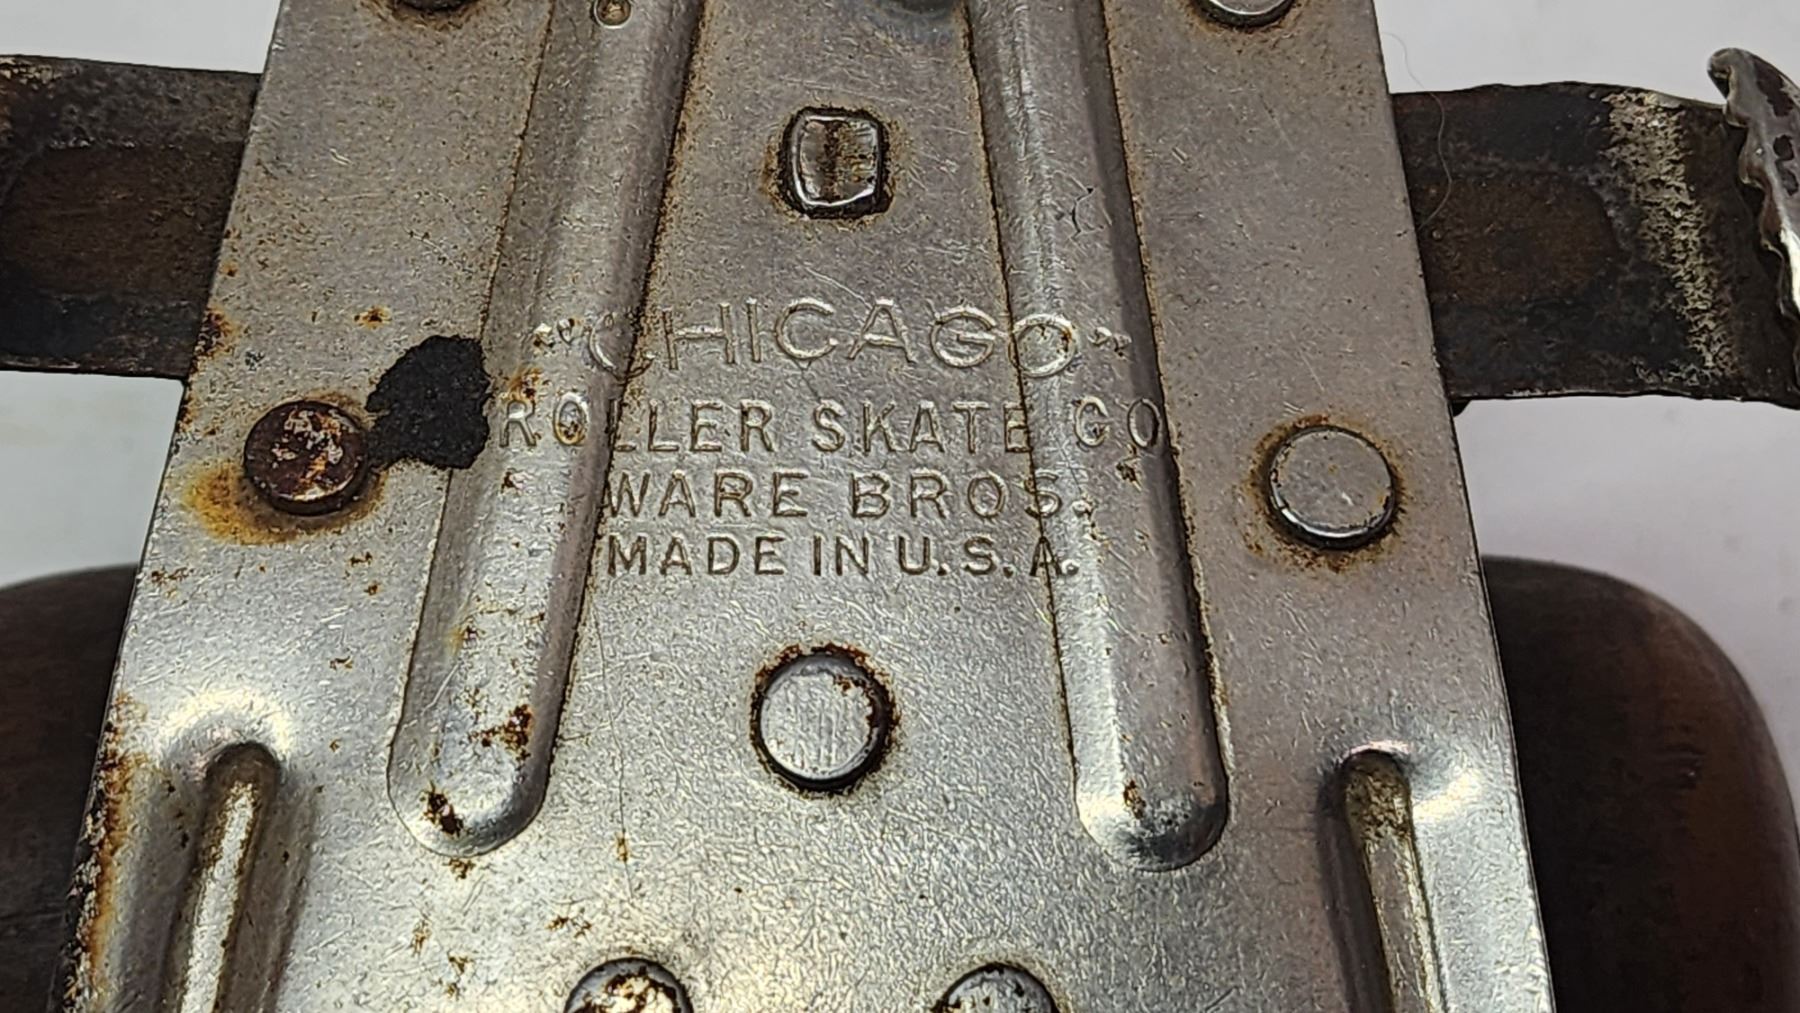 "CHICAGO"
ROLLER SKATE CO
WARE BROS.
MADE IN U.S.A.